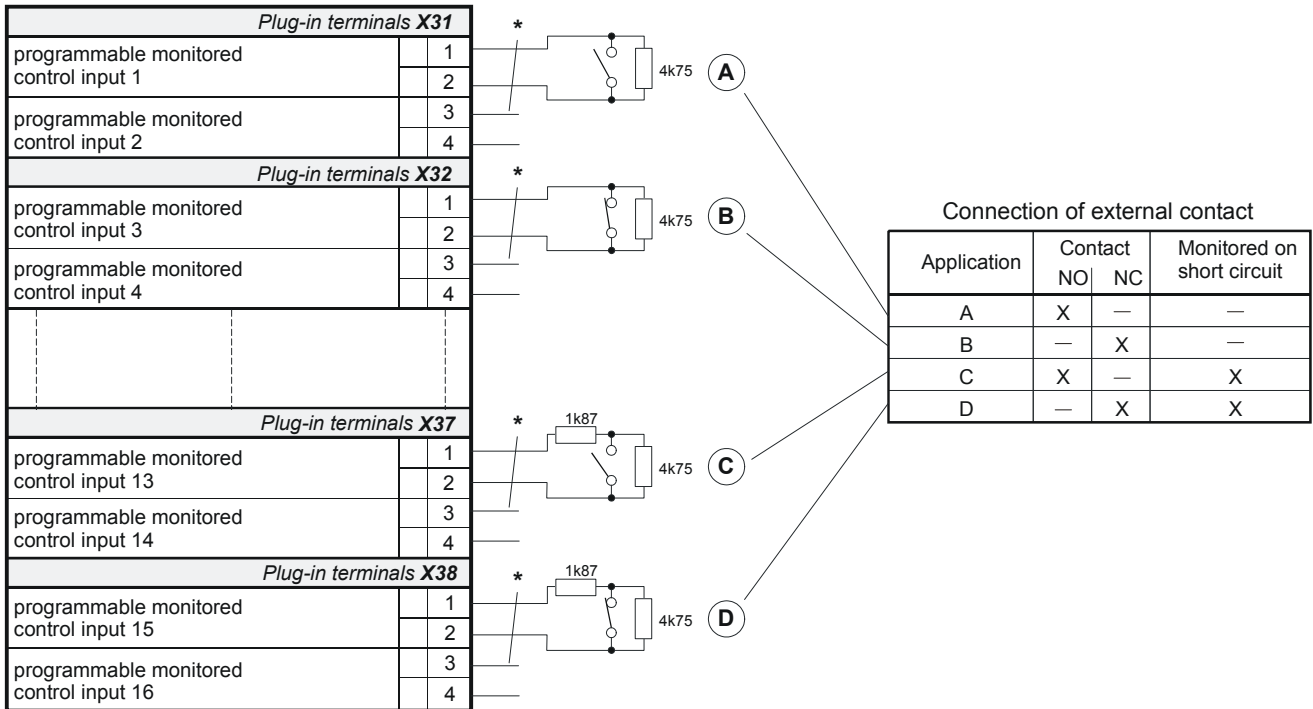 Plug-in terminals X31
*
programmable monitored
control input 1
1
2
4k75
A
programmable monitored
control input 2
3
4
Plug-in terminals X32
*
programmable monitored
control input 3
1
2
4k75
B
programmable monitored
control input 4
3
4
Plug-in terminals X37
*
1k87
programmable monitored
control input 13
1
2
4k75
C
programmable monitored
control input 14
3
4
Plug-in terminals X38
*
1k87
programmable monitored
control input 15
1
2
4k75
D
programmable monitored
control input 16
3
4
Connection of external contact
Application Contact Monitored on
NO NC short circuit
A X — —
B — X —
C X — X
D — X X